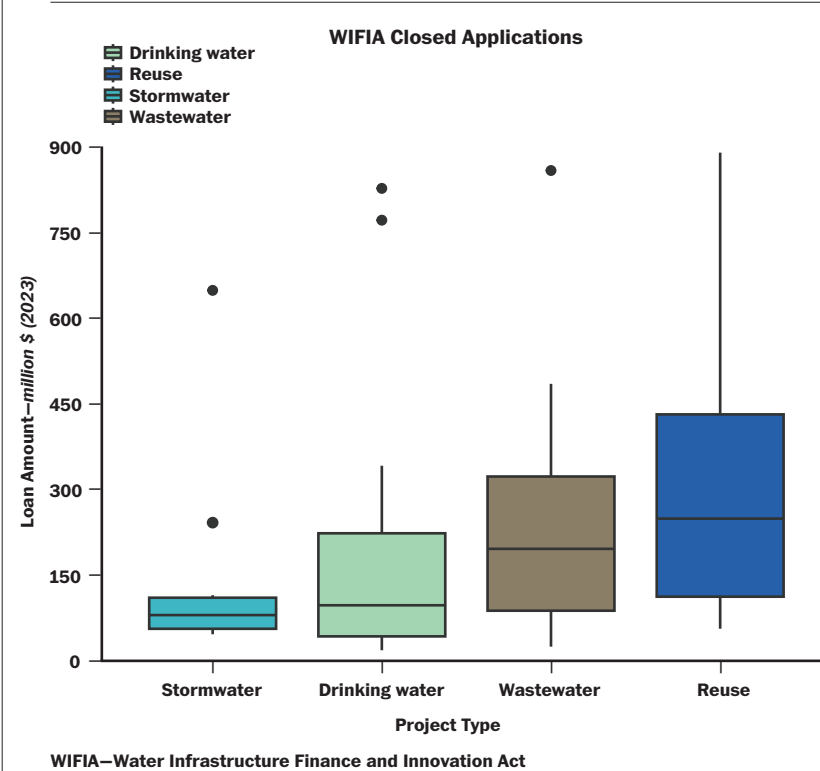 WIFIA Closed Applications
Drinking water
Reuse
Stormwater
Wastewater
900
750
600
450
300
150
0
Loan Amount—million $ (2023)
Stormwater Drinking water Wastewater Reuse
Project Type
WIFIA—Water Infrastructure Finance and Innovation Act